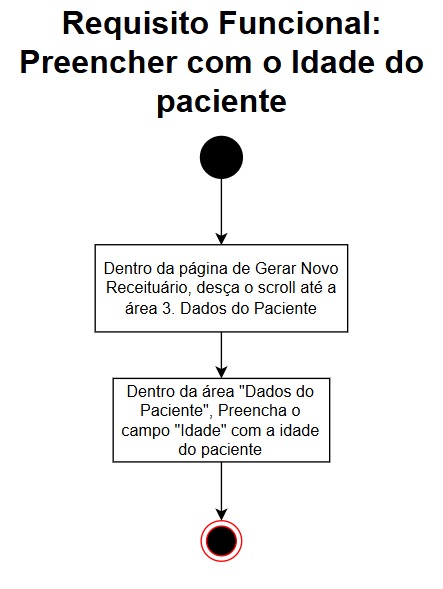 Requisito Funcional:
Preencher com o Idade do
paciente
Dentro da página de Gerar Novo
Receituário, desça o scroll até a
área 3. Dados do Paciente
Dentro da área "Dados do
Paciente", Preencha o
campo "Idade" com a idade
do paciente